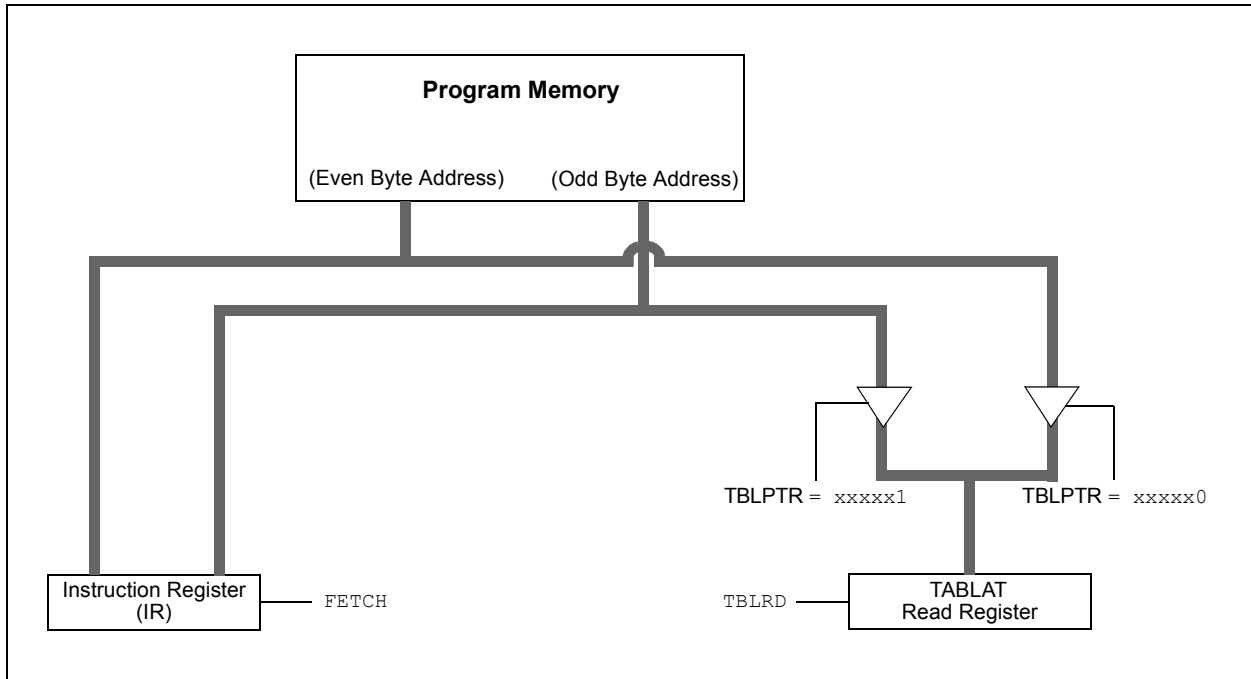 Program Memory
(Even Byte Address)
(Odd Byte Address)
TBLPTR = xxxxx1
TBLPTR = xxxxx0
Instruction Register
(IR)
FETCH
TBLRD
TABLAT
Read Register